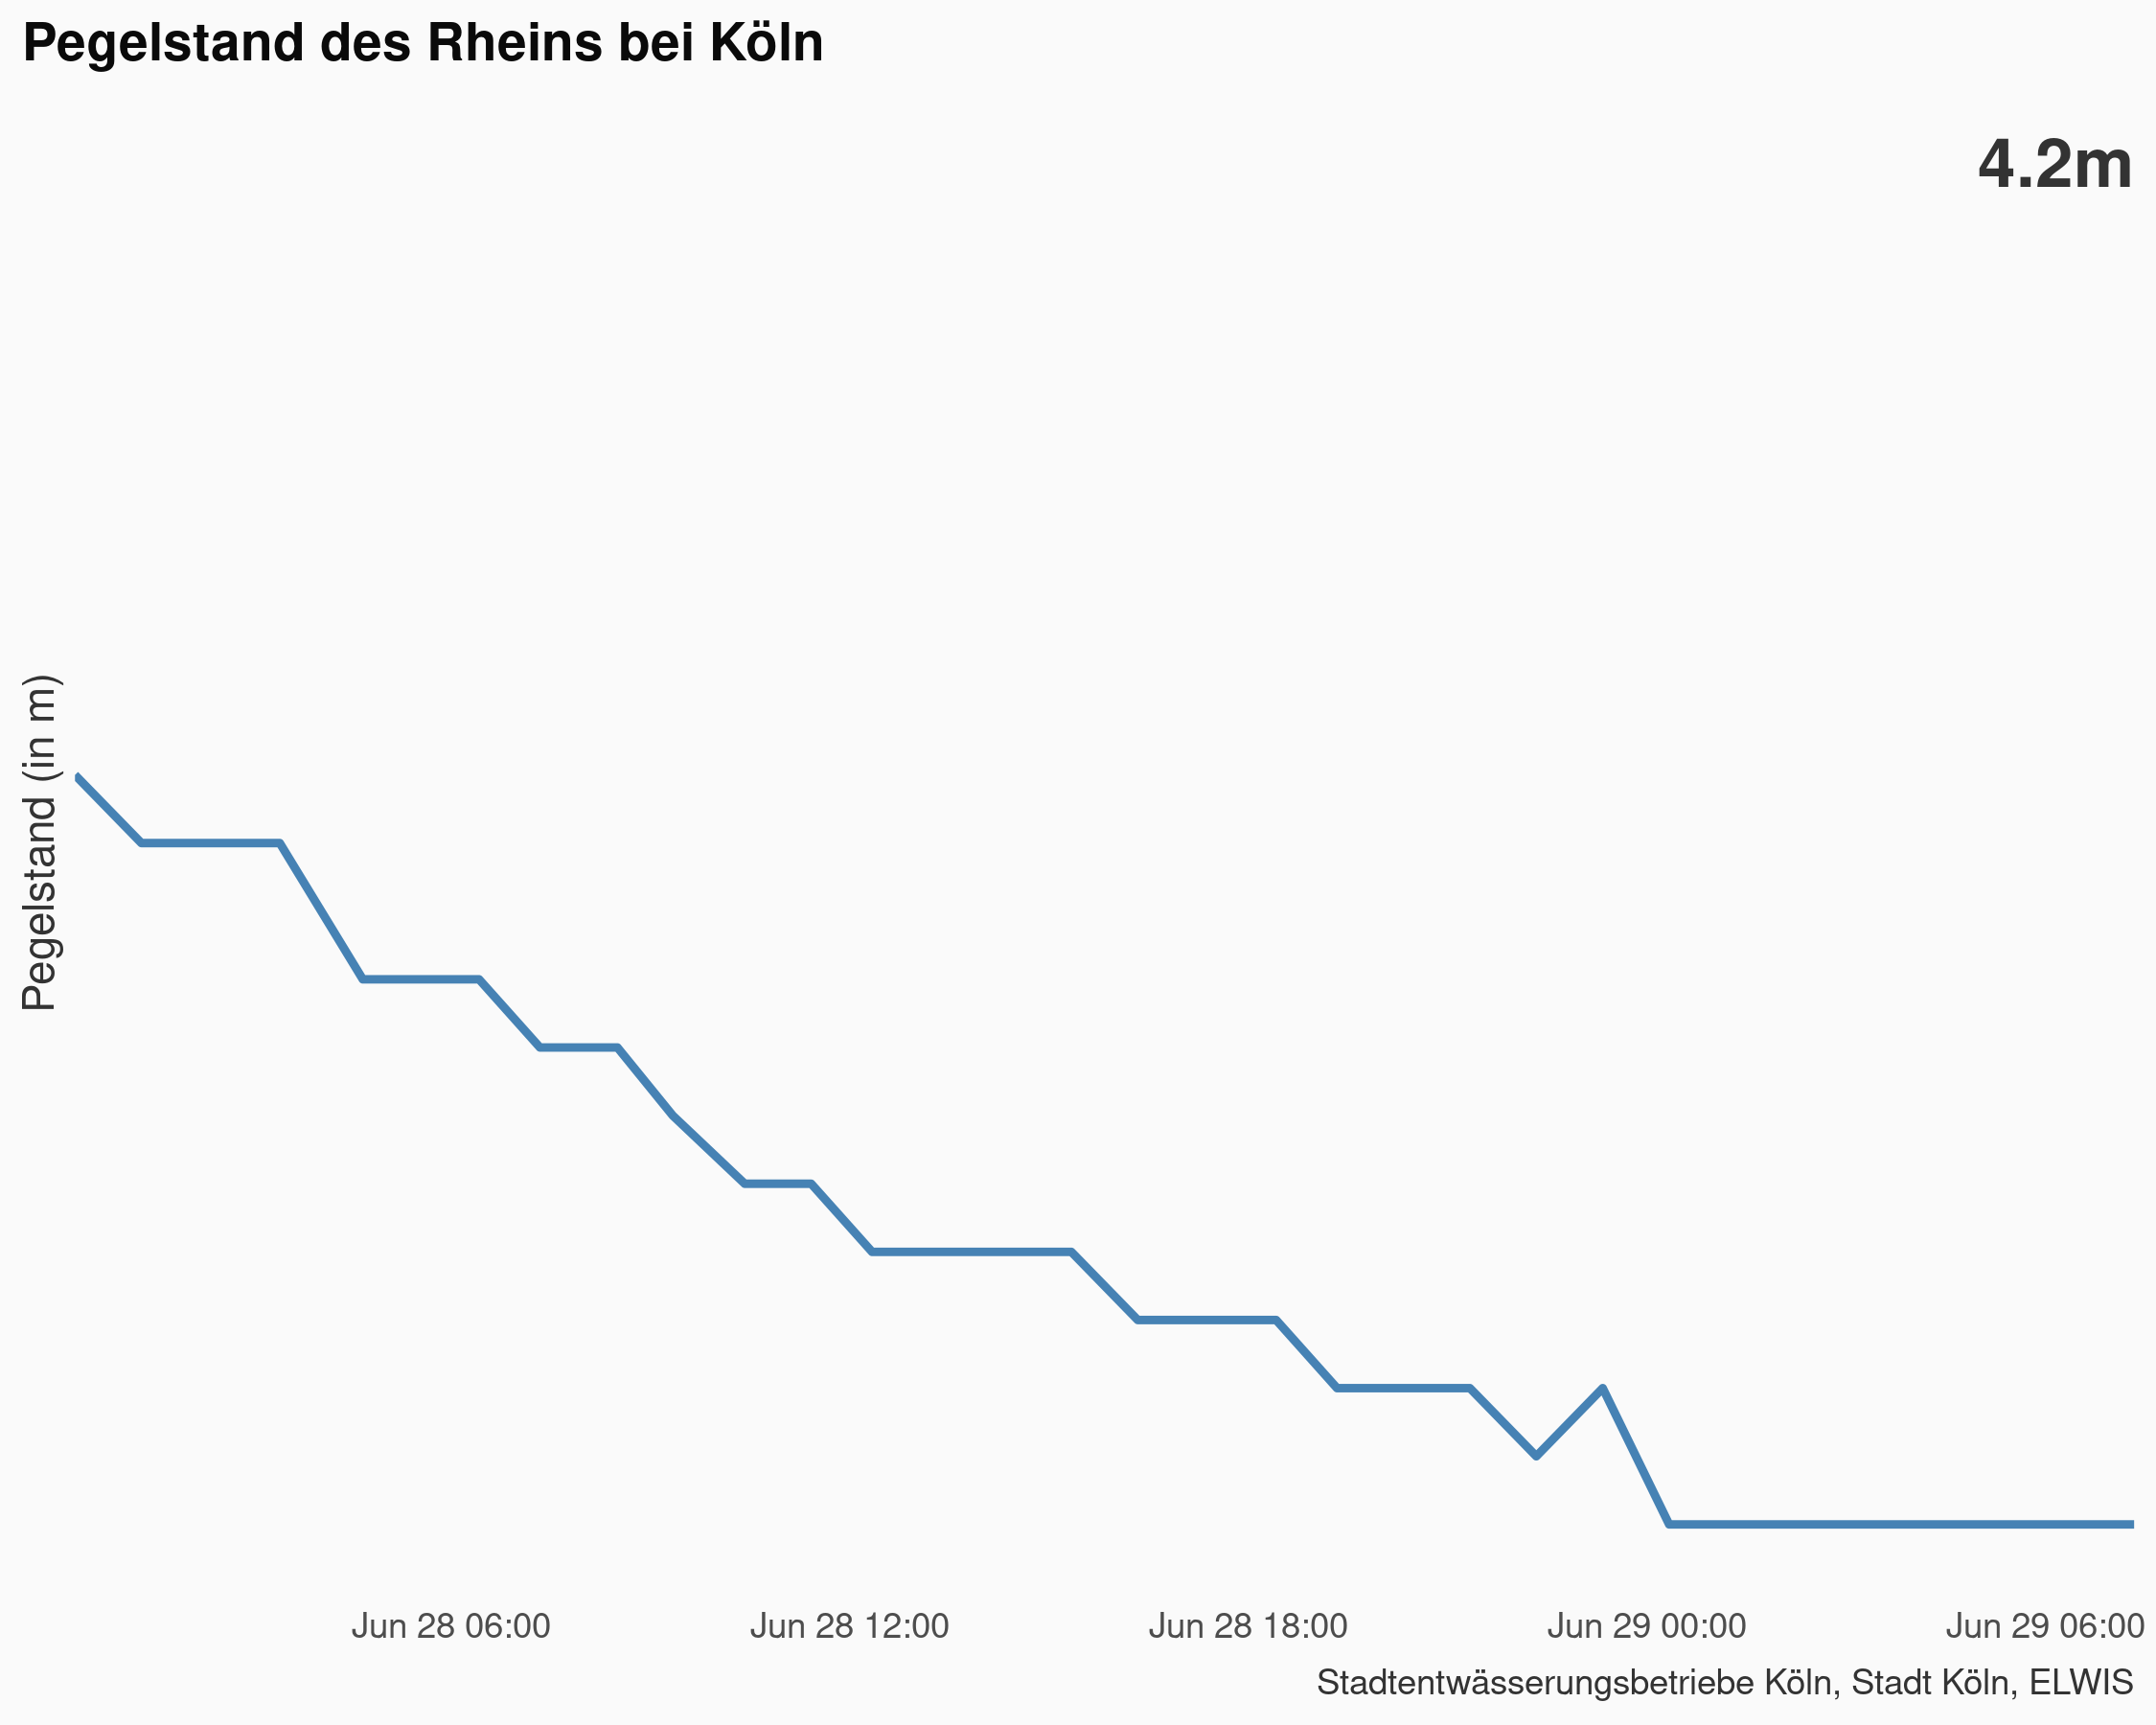 Pegelstand des Rheins bei Köln
4.2m
Pegelstand (in m)
Jun 28 06:00 Jun 28 12:00 Jun 28 18:00 Jun 29 00:00 Jun 29 06:00
Stadtentwässerungsbetriebe Köln, Stadt Köln, ELWIS